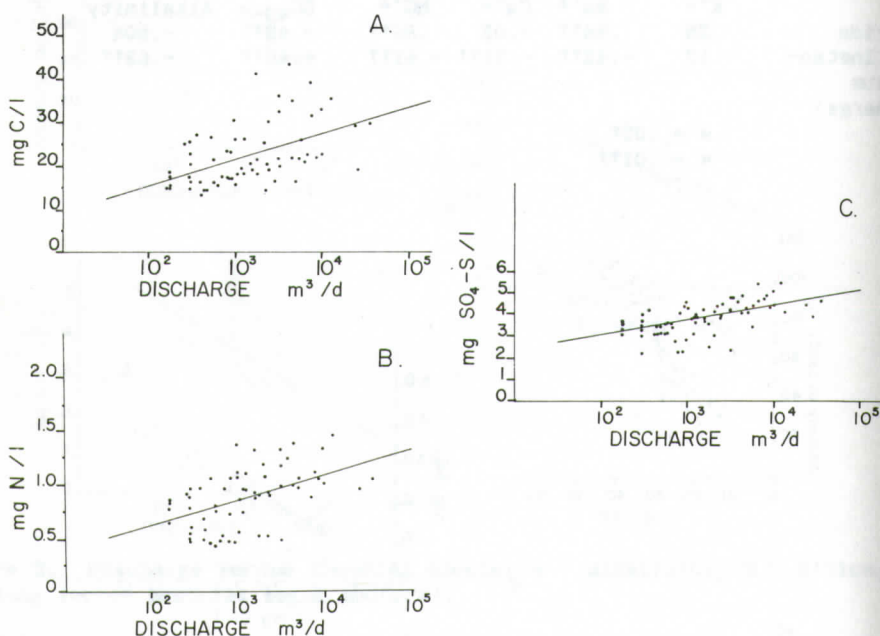 A.
mg C/l
50
40
30
20
10
0
10² 10³ 10⁴ 10⁵
DISCHARGE m³/d
B.
mg N/l
2.0
1.5
1.0
0.5
0
10² 10³ 10⁴ 10⁵
DISCHARGE m³/d
C.
mg SO₄-S/l
6
5
4
3
2
1
0
10² 10³ 10⁴ 10⁵
DISCHARGE m³/d